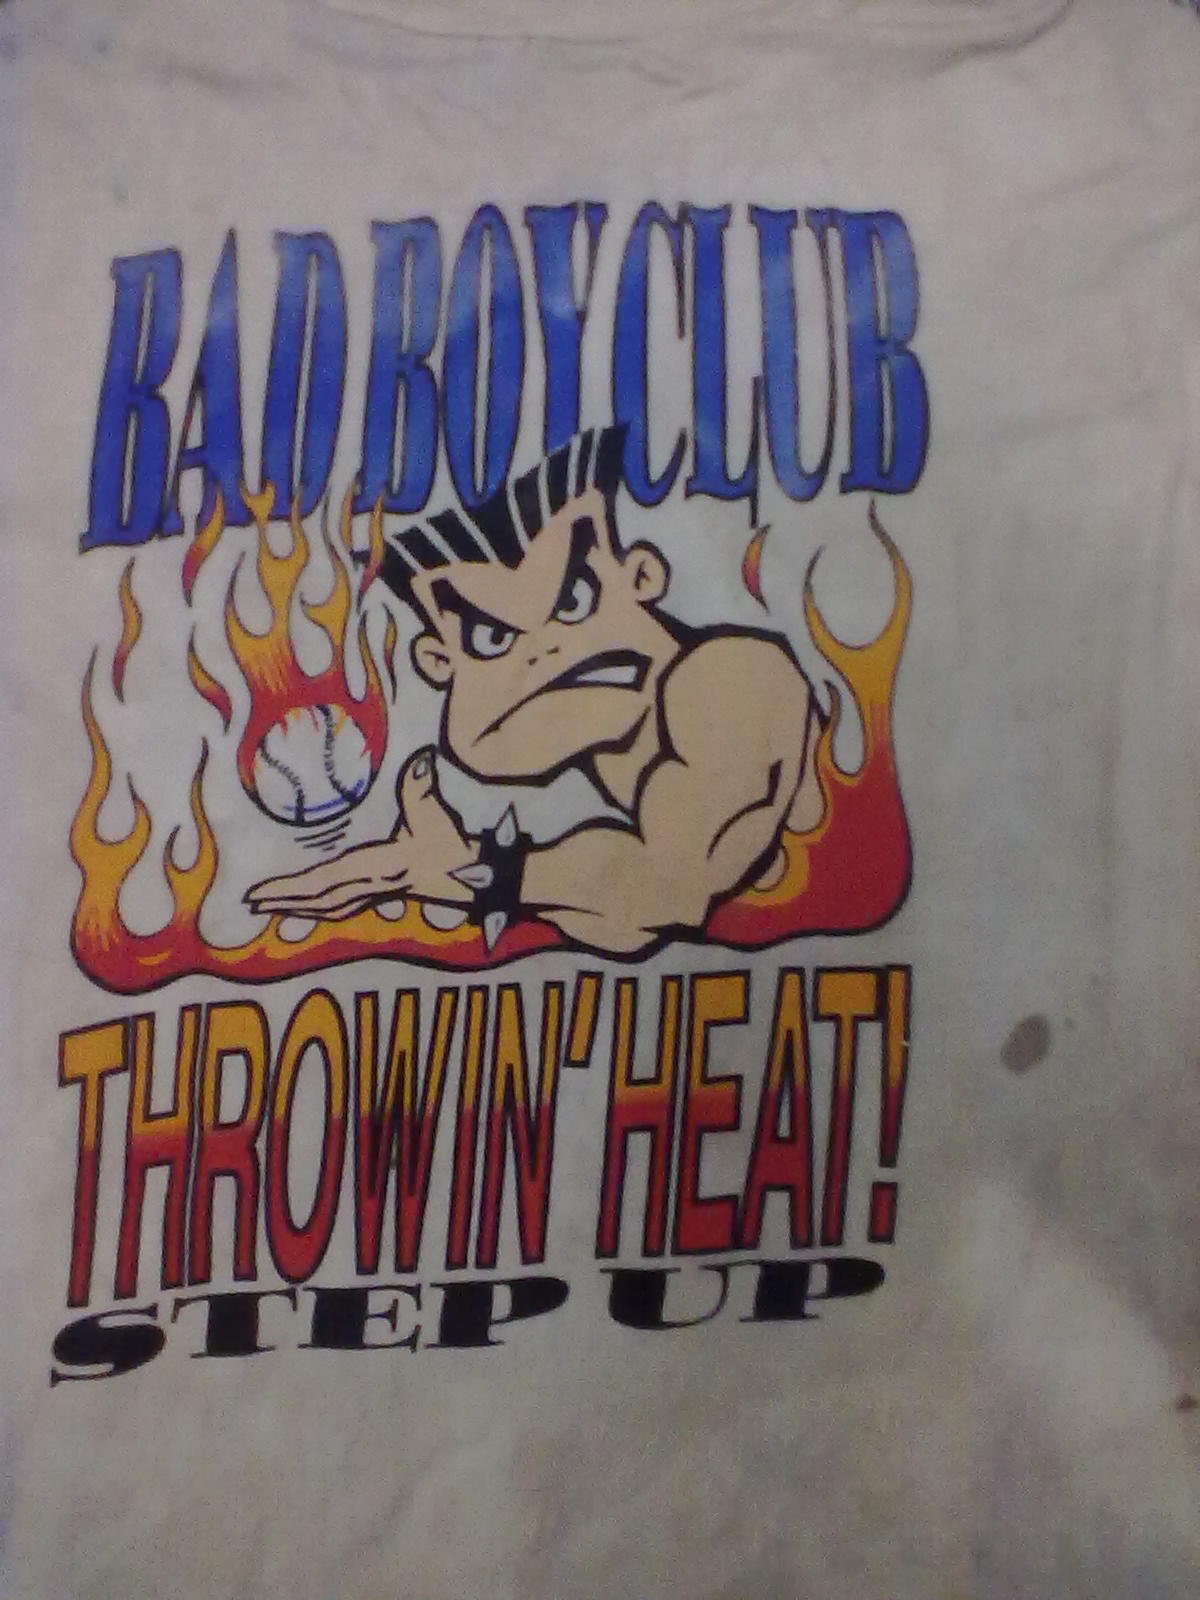 BAD BOY CLUB
THROWIN' HEAT!
STEP UP